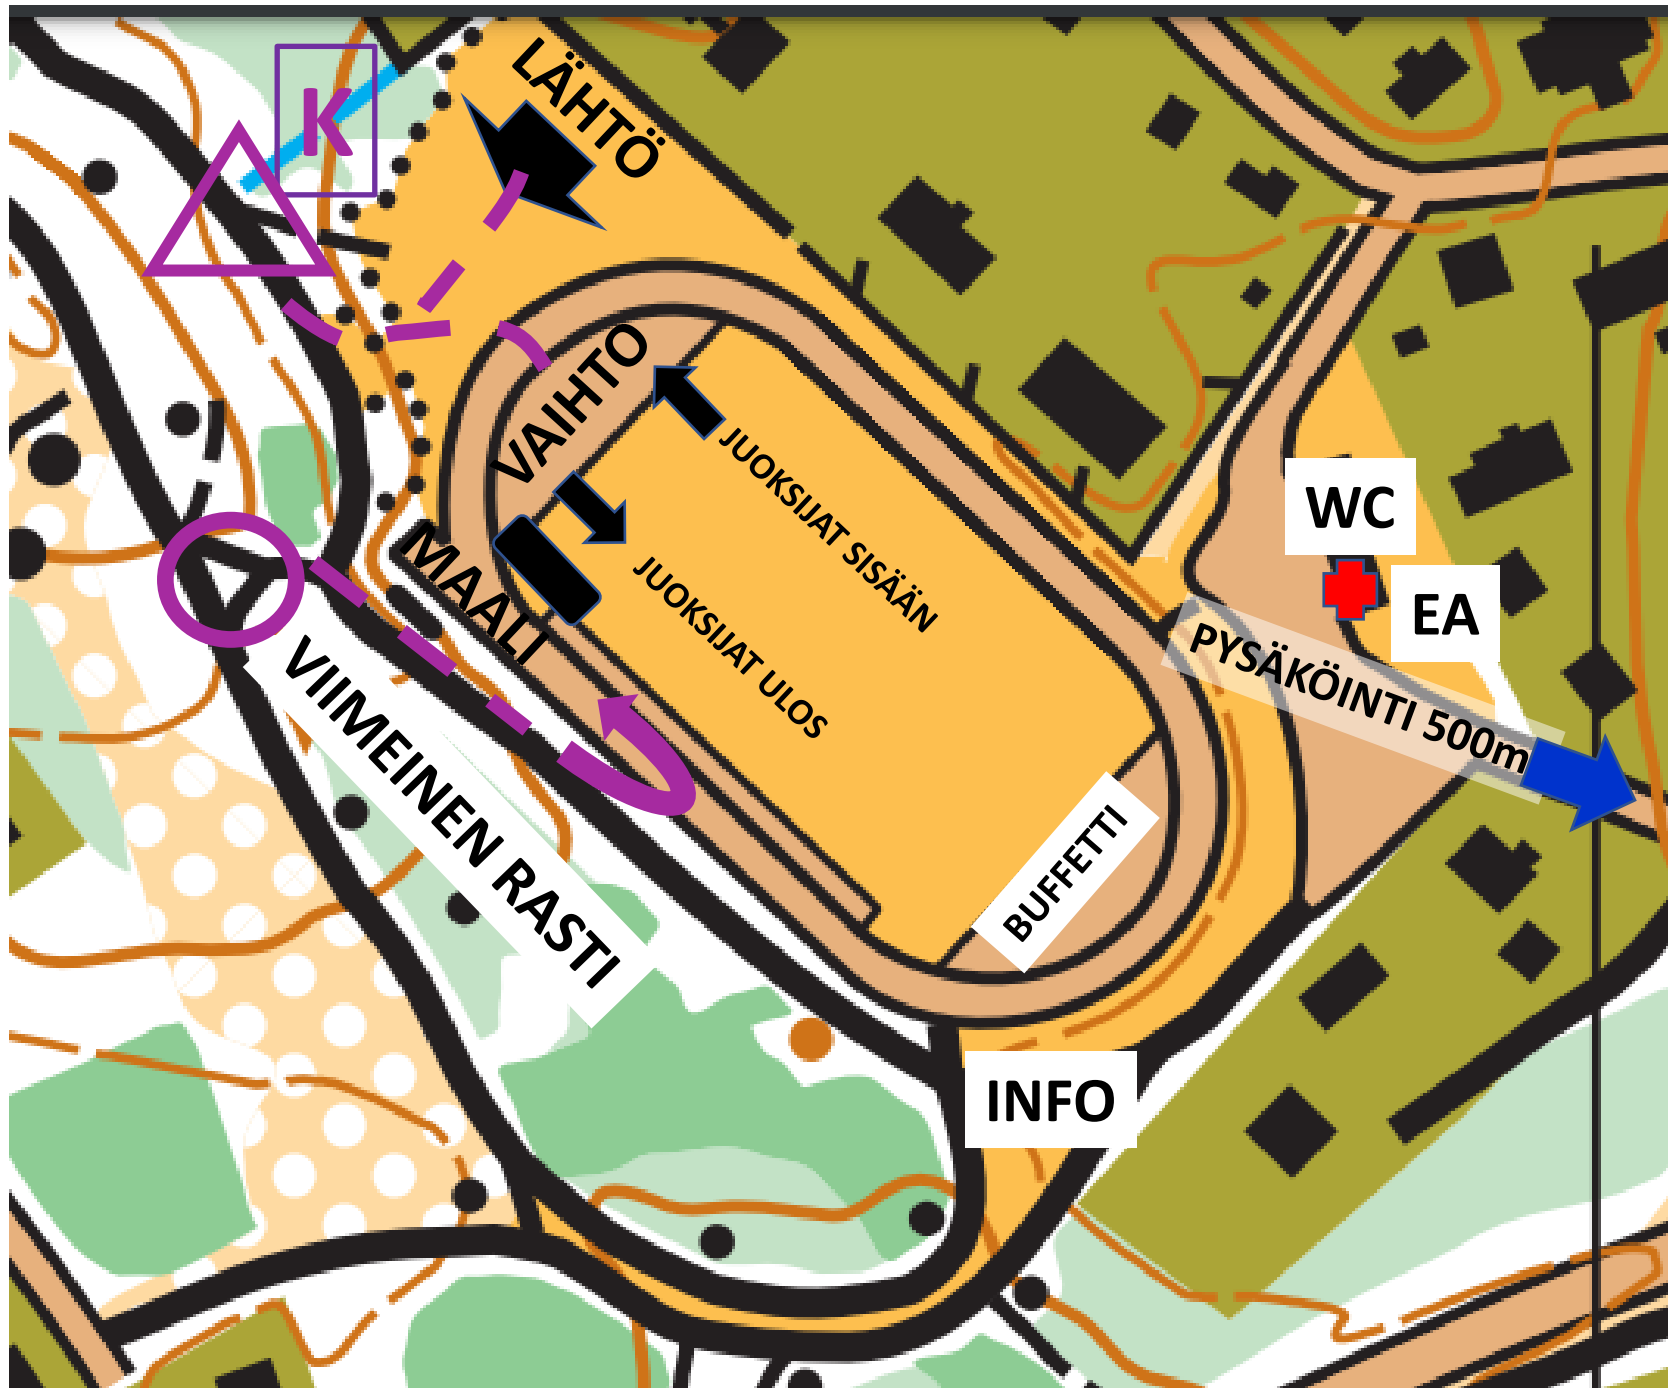 K
LÄHTÖ
VAIHTO
JUOKSIJAT SISÄÄN
JUOKSIJAT ULOS
MAALI
WC
EA
PYSÄKÖINTI 500m
VIIMEINEN RASTI
BUFFETTI
INFO